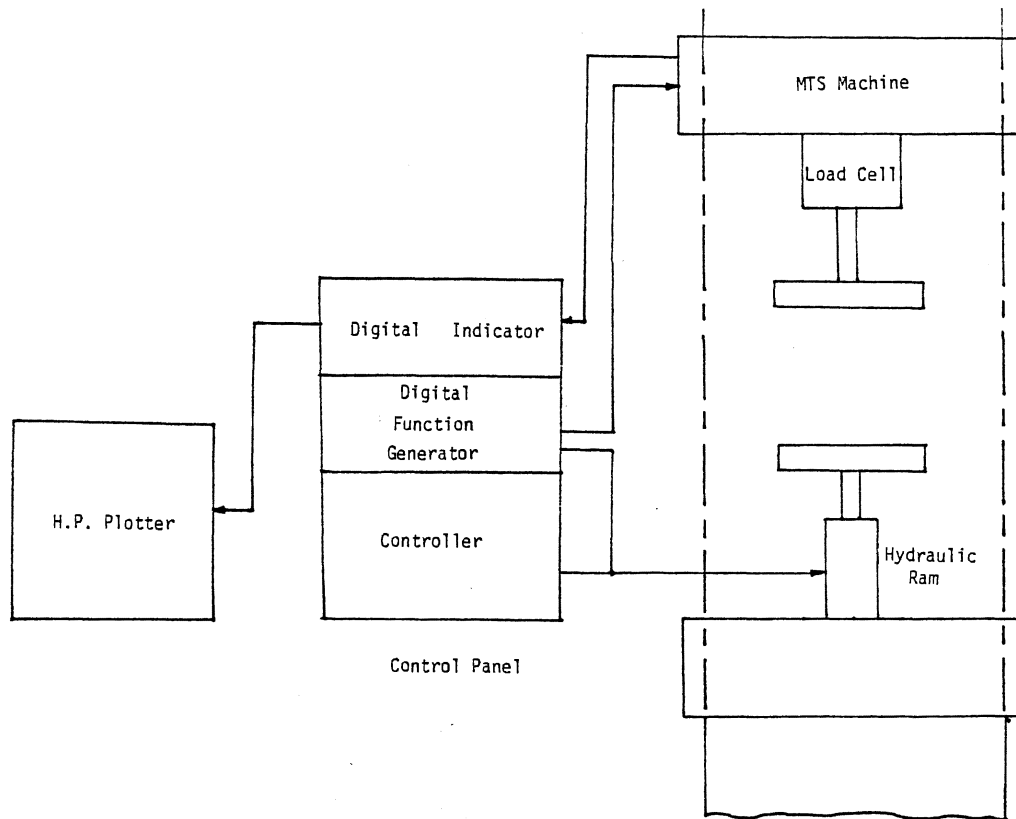 MTS Machine
Load Cell
Digital Indicator
Digital
Function
Generator
H.P. Plotter
Controller
Hydraulic
Ram
Control Panel